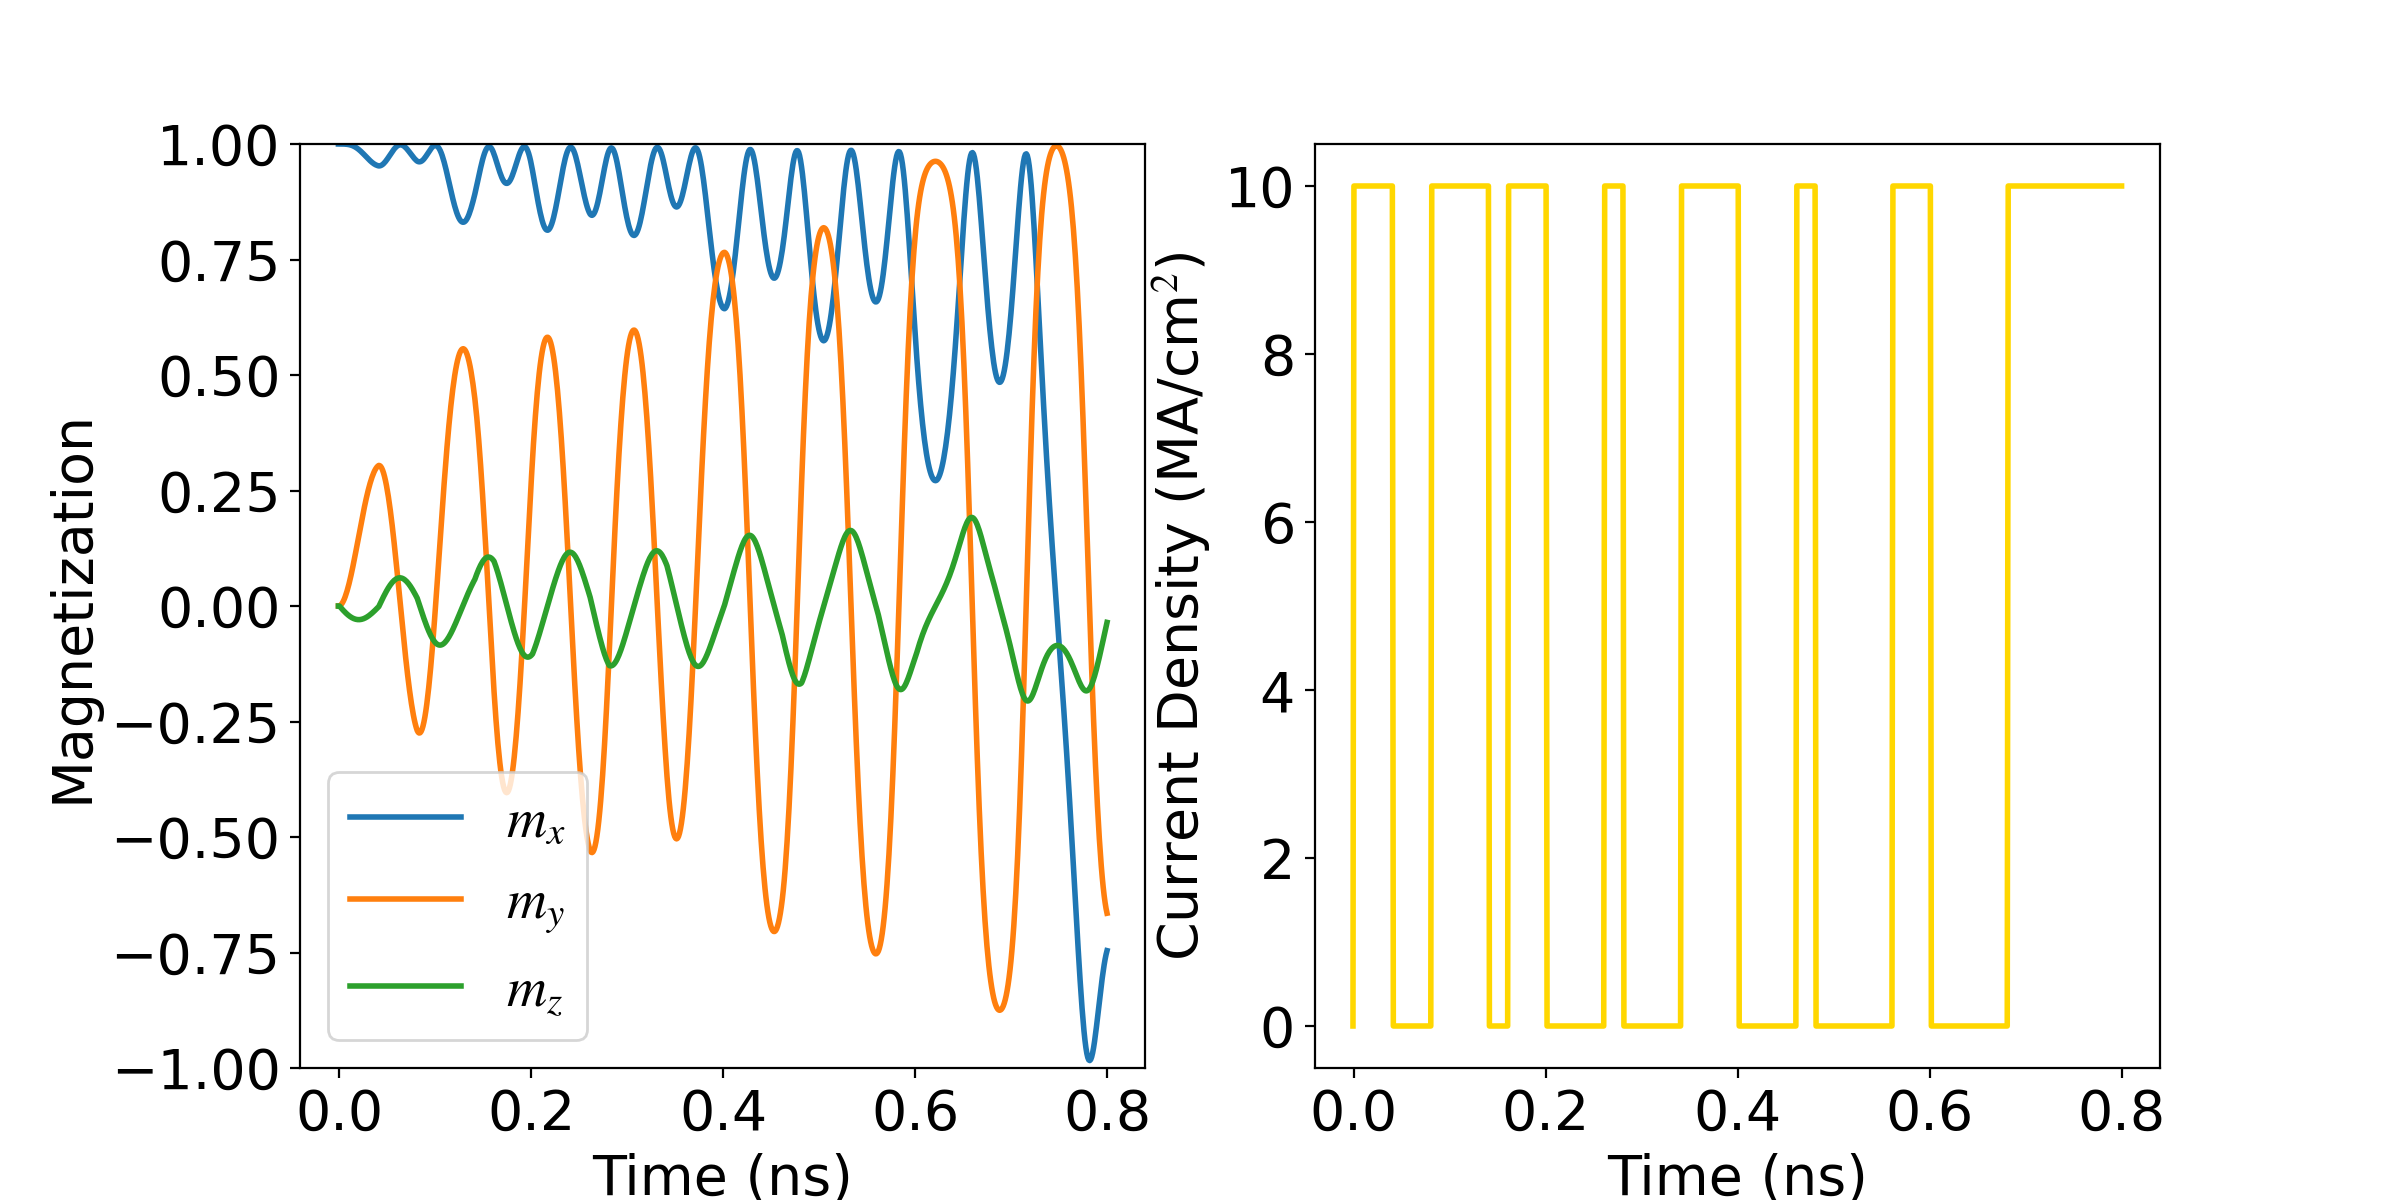 1.00
0.75
0.50
0.25
0.00
−0.25
−0.50
−0.75
−1.00
Magnetization
m_x
m_y
m_z
0.0 0.2 0.4 0.6 0.8
Time (ns)
10
8
6
4
2
0
Current Density (MA/cm²)
0.0 0.2 0.4 0.6 0.8
Time (ns)